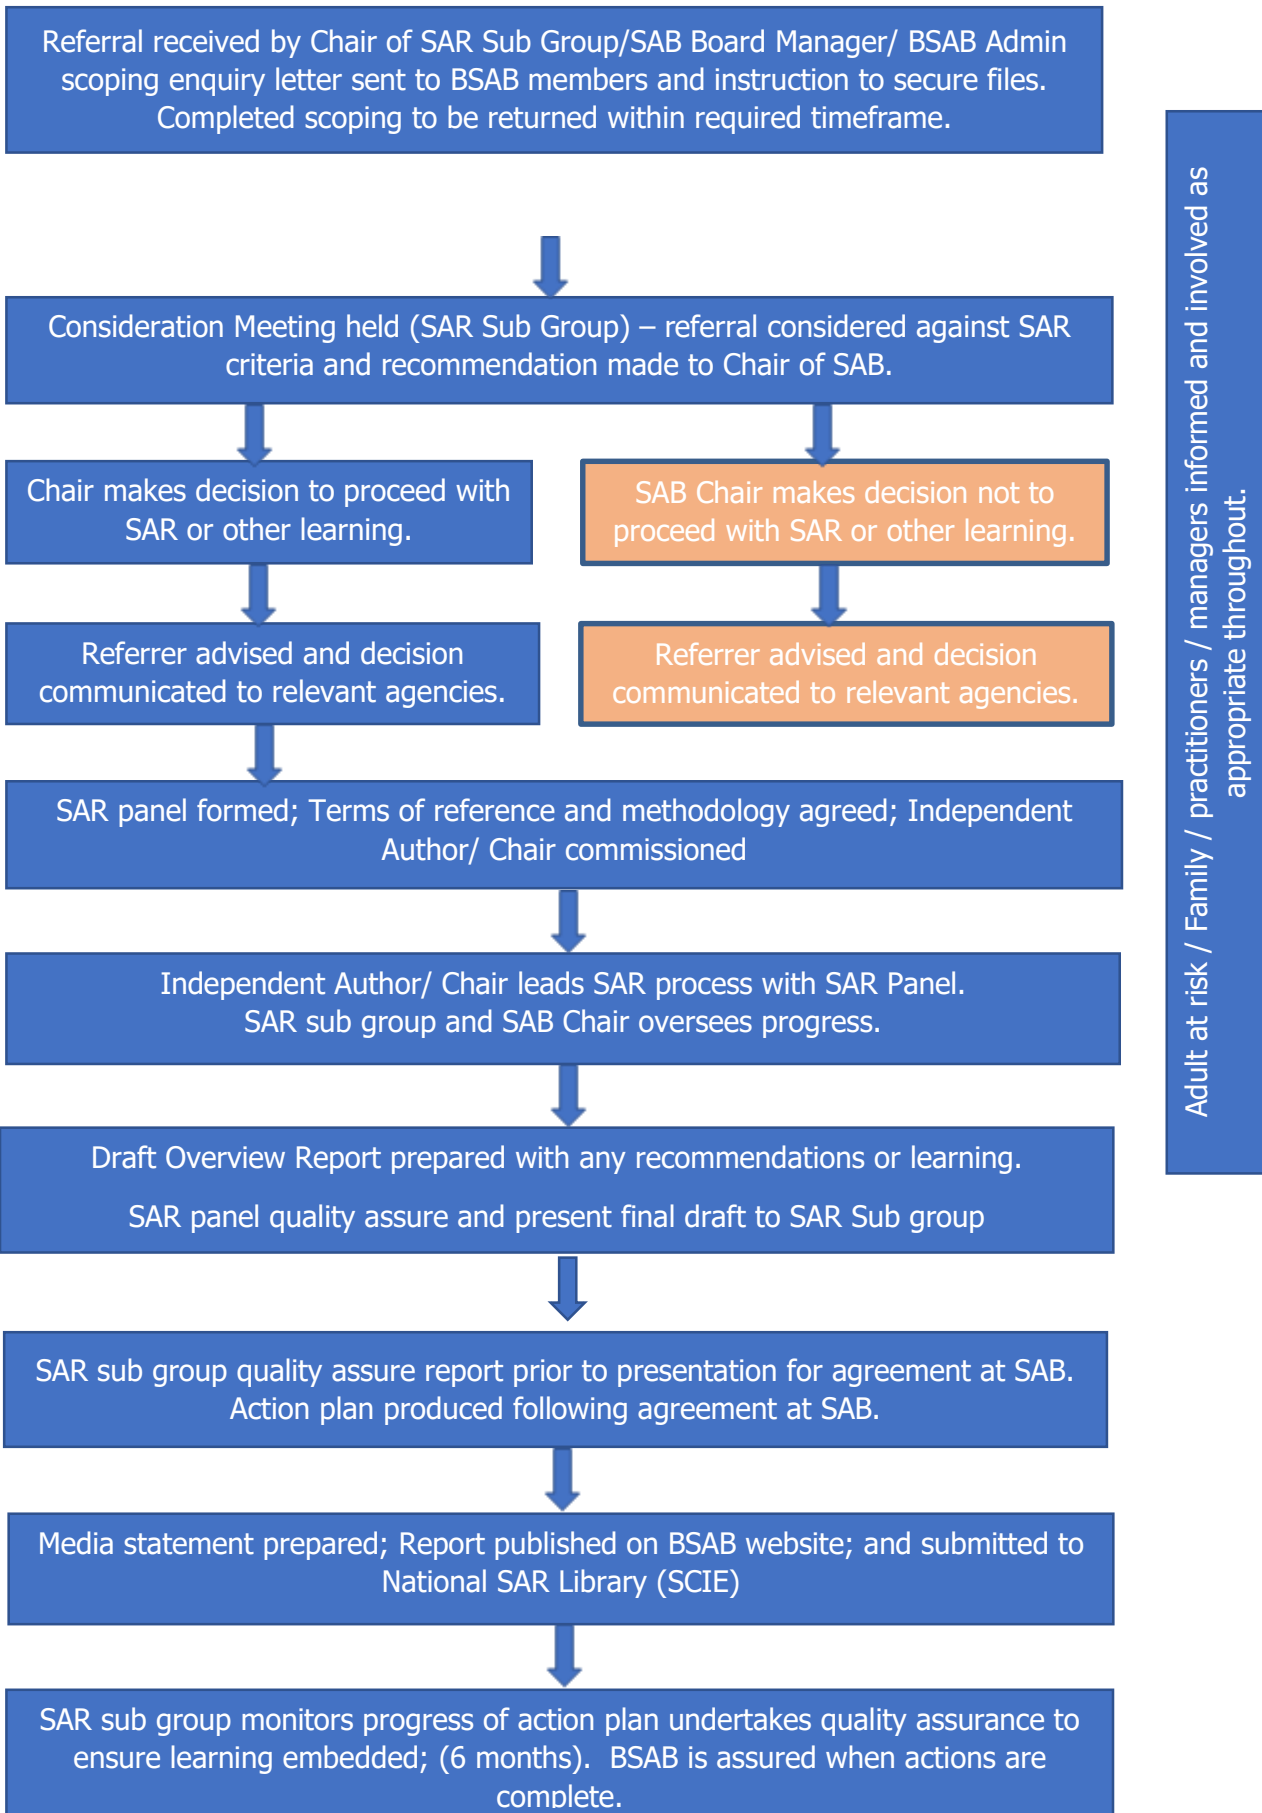 Referral received by Chair of SAR Sub Group/SAB Board Manager/ BSAB Admin
scoping enquiry letter sent to BSAB members and instruction to secure files.
Completed scoping to be returned within required timeframe.
Consideration Meeting held (SAR Sub Group) – referral considered against SAR
criteria and recommendation made to Chair of SAB.
Chair makes decision to proceed with
SAR or other learning.
SAB Chair makes decision not to
proceed with SAR or other learning.
Referrer advised and decision
communicated to relevant agencies.
Referrer advised and decision
communicated to relevant agencies.
SAR panel formed; Terms of reference and methodology agreed; Independent
Author/ Chair commissioned
Independent Author/ Chair leads SAR process with SAR Panel.
SAR sub group and SAB Chair oversees progress.
Draft Overview Report prepared with any recommendations or learning.
SAR panel quality assure and present final draft to SAR Sub group
SAR sub group quality assure report prior to presentation for agreement at SAB.
Action plan produced following agreement at SAB.
Media statement prepared; Report published on BSAB website; and submitted to
National SAR Library (SCIE)
SAR sub group monitors progress of action plan undertakes quality assurance to
ensure learning embedded; (6 months).  BSAB is assured when actions are
complete.
Adult at risk / Family / practitioners / managers informed and involved as
appropriate throughout.